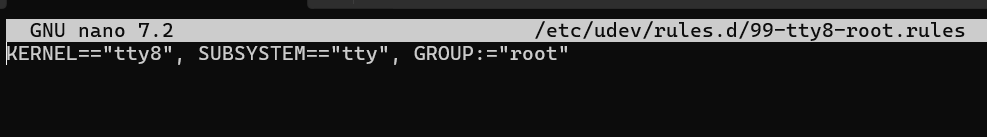 GNU nano 7.2 /etc/udev/rules.d/99-tty8-root.rules
KERNEL=="tty8", SUBSYSTEM=="tty", GROUP:="root"